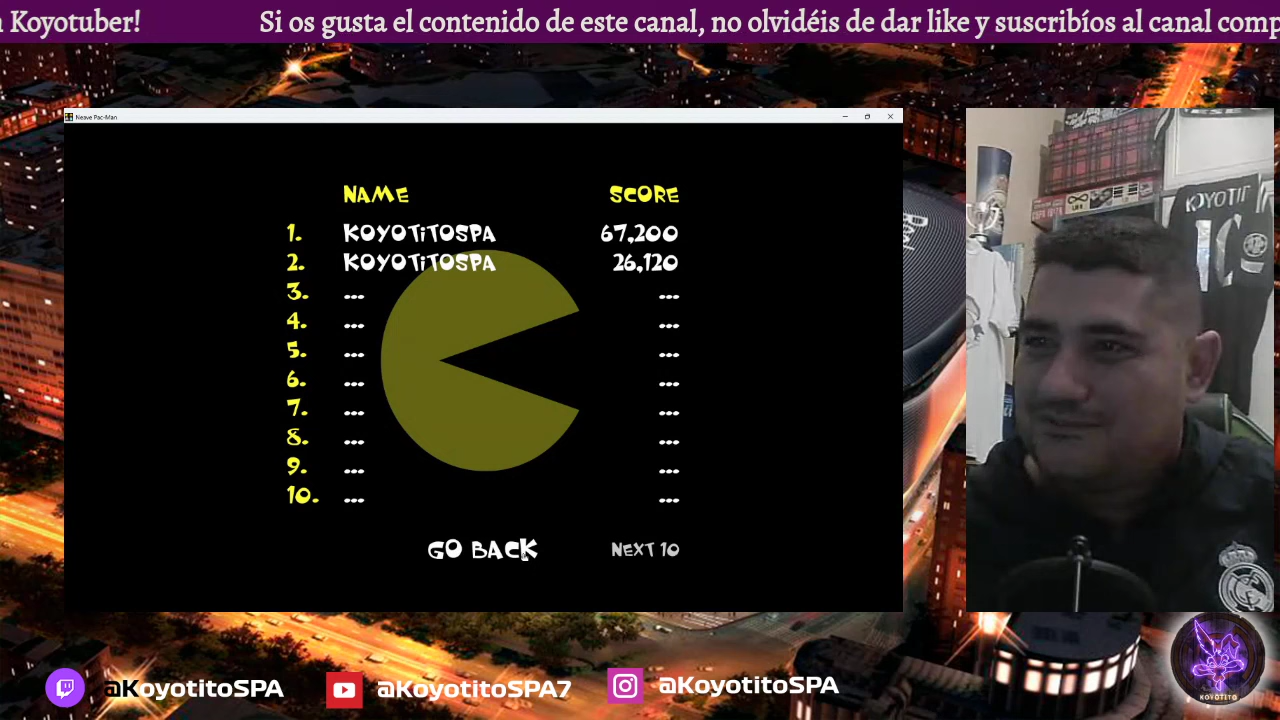 n Koyotuber! Si os gusta el contenido de este canal, no olvidéis de dar like y suscribíos al canal comp
Neave Pac-Man
NAME SCORE
1. KOYOTITOSPA 67,200
2. KOYOTITOSPA 26,120
3. --- ---
4. --- ---
5. --- ---
6. --- ---
7. --- ---
8. --- ---
9. --- ---
10. --- ---
GO BACK NEXT 10
KOYOTIT
@KoyotitoSPA @KoyotitoSPA7 @KoyotitoSPA
KOYOTITO